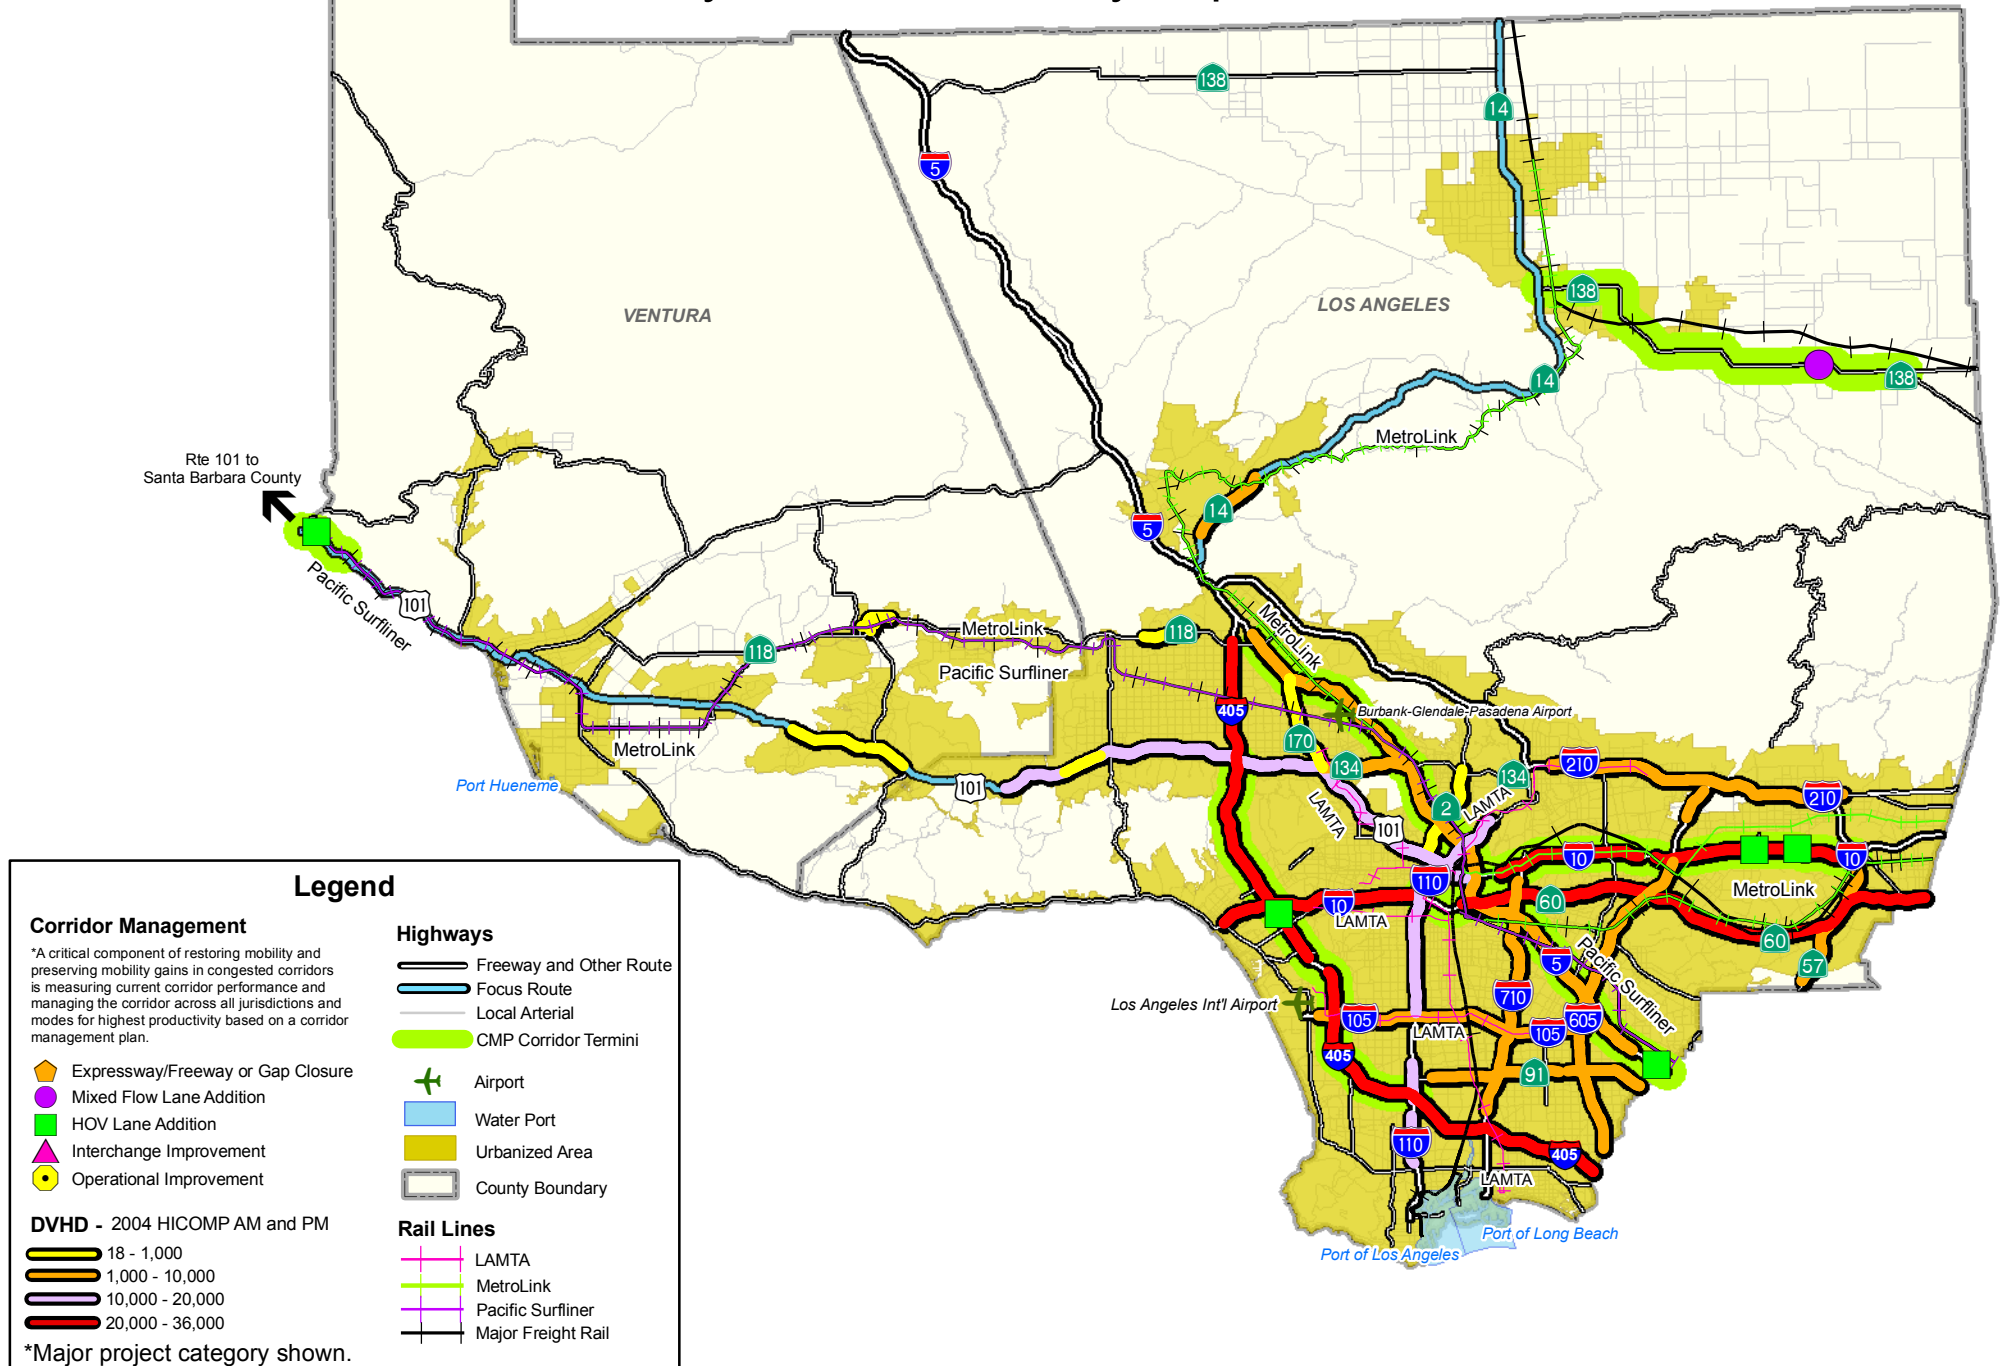 138
14
5
VENTURA
LOS ANGELES
138
14
138
MetroLink
Rte 101 to
Santa Barbara County
14
5
Pacific Surfliner
101
118
MetroLink
Pacific Surfliner
118
MetroLink
405
Burbank-Glendale-Pasadena Airport
170
134
MetroLink
Port Hueneme
101
134
210
210
2
LAMTA
LAMTA
101
10
10
110
MetroLink
60
10
LAMTA
60
57
5
Pacific Surfliner
710
Los Angeles Int'l Airport
105
605
105
LAMTA
405
91
110
405
LAMTA
Port of Long Beach
Port of Los Angeles
Legend
Corridor Management
*A critical component of restoring mobility and
preserving mobility gains in congested corridors
is measuring current corridor performance and
managing the corridor across all jurisdictions and
modes for highest productivity based on a corridor
management plan.
Expressway/Freeway or Gap Closure
Mixed Flow Lane Addition
HOV Lane Addition
Interchange Improvement
Operational Improvement
DVHD - 2004 HICOMP AM and PM
18 - 1,000
1,000 - 10,000
10,000 - 20,000
20,000 - 36,000
*Major project category shown.
Highways
Freeway and Other Route
Focus Route
Local Arterial
CMP Corridor Termini
Airport
Water Port
Urbanized Area
County Boundary
Rail Lines
LAMTA
MetroLink
Pacific Surfliner
Major Freight Rail